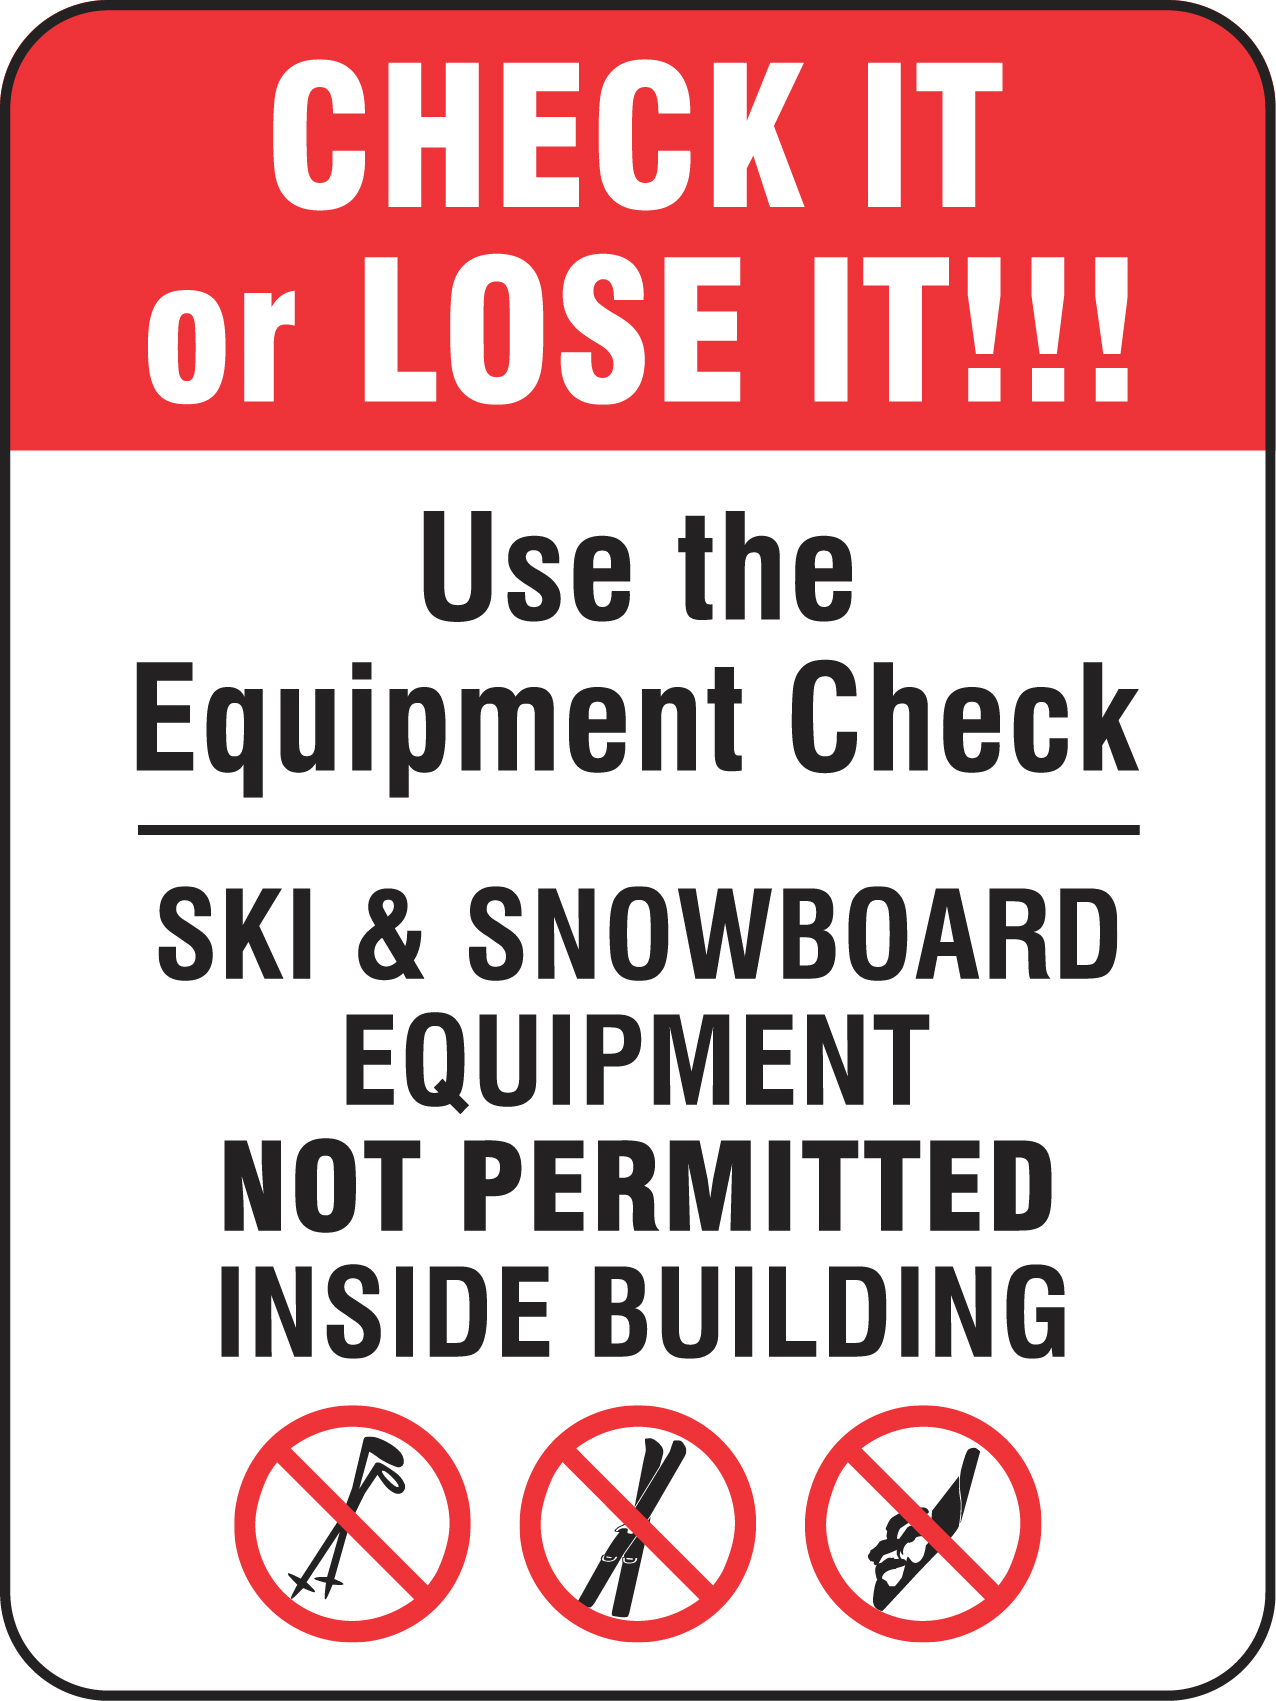 CHECK IT
or LOSE IT!!!
Use the
Equipment Check
SKI & SNOWBOARD
EQUIPMENT
NOT PERMITTED
INSIDE BUILDING